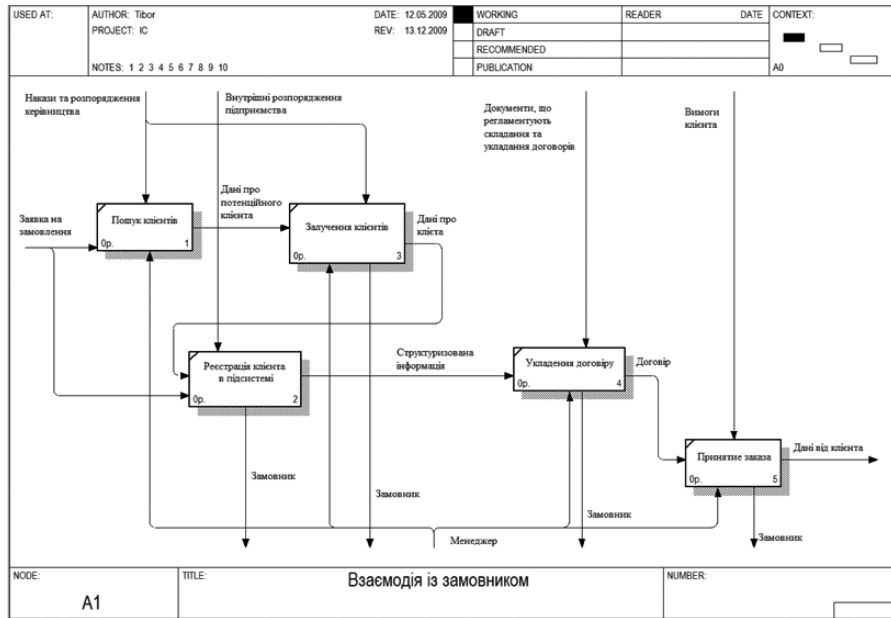 USED AT:
AUTHOR: Tibor
DATE: 12.05.2009
WORKING
READER
DATE
CONTEXT:
PROJECT: IC
REV: 13.12.2009
DRAFT
RECOMMENDED
NOTES: 1 2 3 4 5 6 7 8 9 10
PUBLICATION
A0
Накази та розпорядження
керівництва
Внутрішні розпорядження
підприємства
Документи, що
регламентують
складання та
укладання договорів
Вимоги
клієнта
Заявка на
замовлення
Пошук клієнтів
0р.
1
Дані про
потенційного
клієнта
Залучення клієнтів
0р.
3
Дані про
клієта
Реєстрація клієнта
в підсистемі
0р.
2
Структуризована
інформація
Укладення договіру
0р.
4
Договір
Принятие заказа
0р.
5
Дані від клієнта
Замовник
Замовник
Замовник
Замовник
Менеджер
NODE:
A1
TITLE:
Взаємодія із замовником
NUMBER: